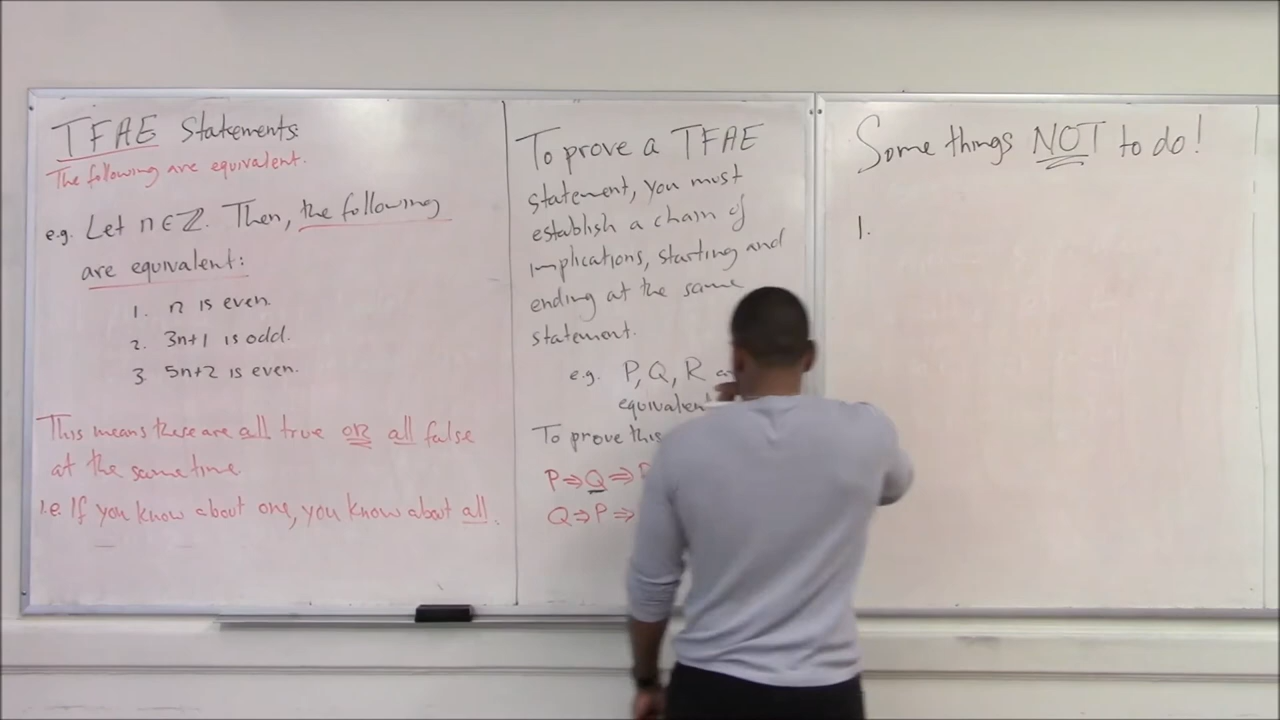 TFAE Statements
The following are equivalent.
e.g. Let n ∈ ℤ. Then, the following
are equivalent:
1. n is even.
2. 3n+1 is odd.
3. 5n+2 is even.
This means these are all true OR all false
at the same time
i.e. If you know about one, you know about all.
To prove a TFAE
statement, you must
establish a chain of
implications, starting and
ending at the same
statement.
e.g. P, Q, R
equivalent
To prove this
P ⇒ Q ⇒
Q ⇒ P ⇒
Some things NOT to do!
1.